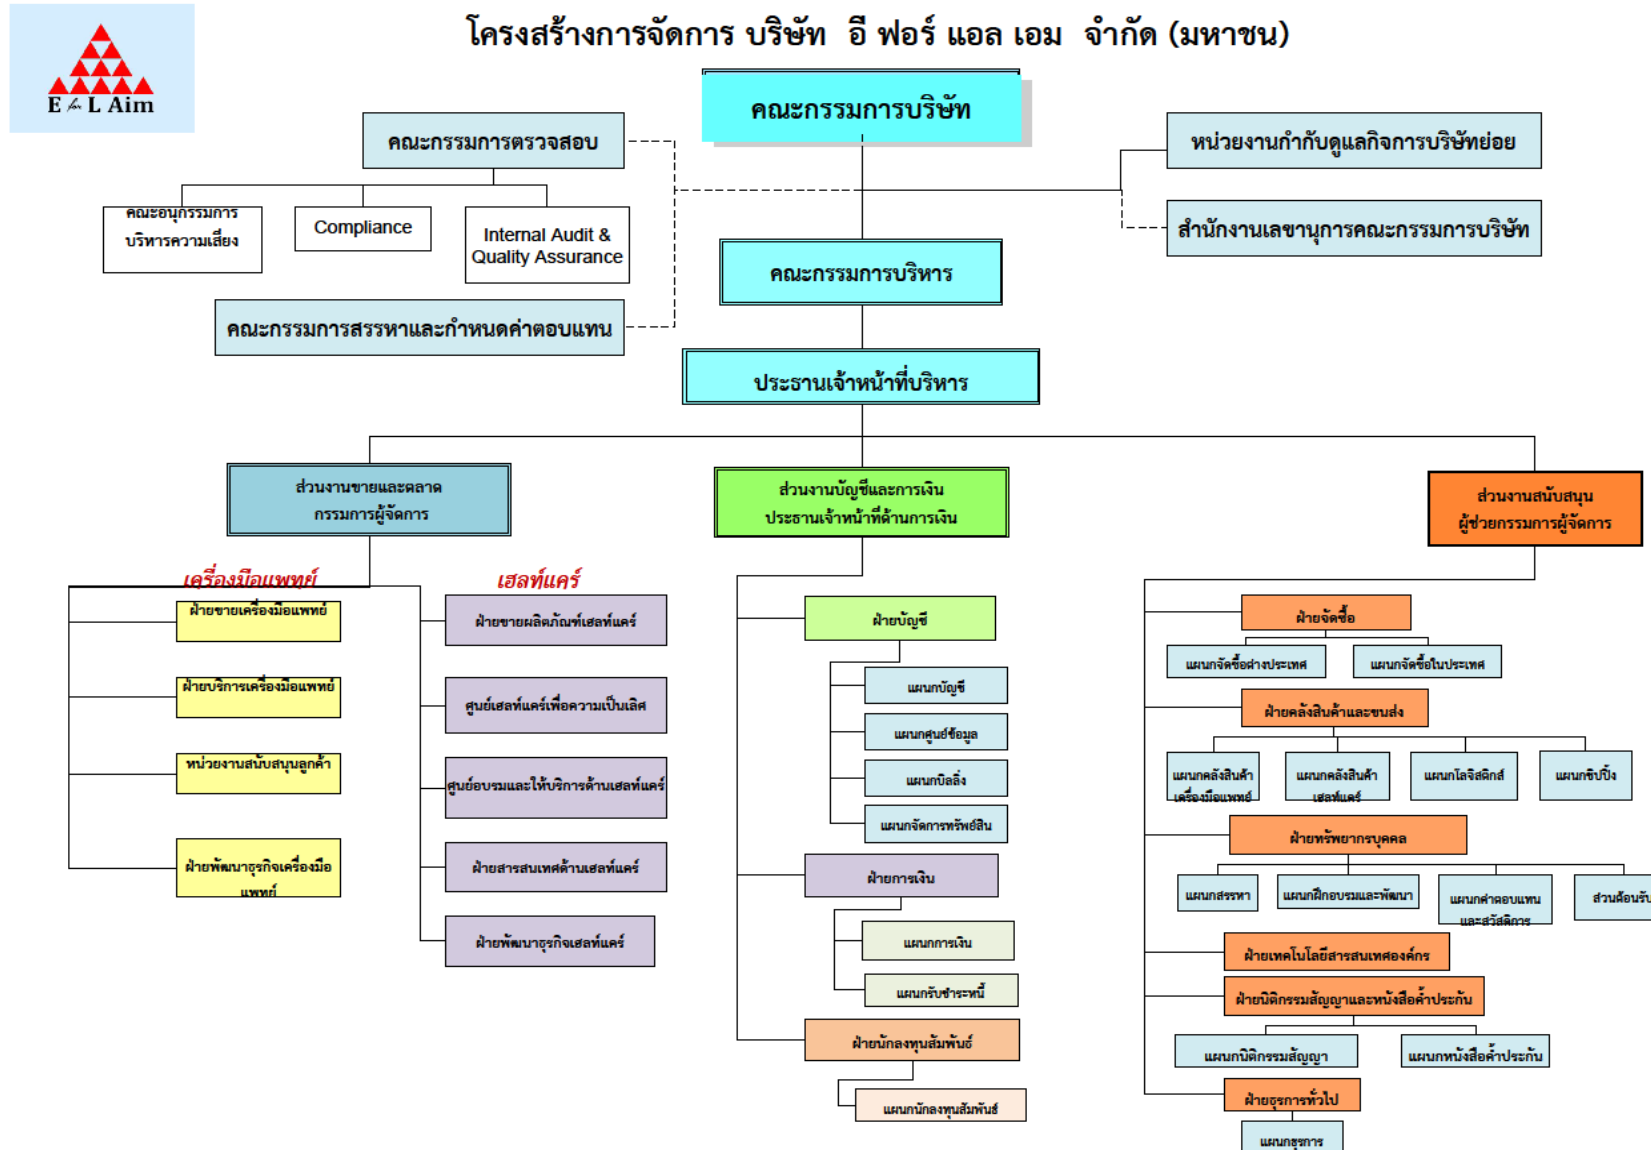 โครงสร้างการจัดการ บริษัท อี ฟอร์ แอล เอม จำกัด (มหาชน)
E for L Aim
คณะกรรมการบริษัท
คณะกรรมการตรวจสอบ
หน่วยงานกำกับดูแลกิจการบริษัทย่อย
คณะอนุกรรมการ
บริหารความเสี่ยง
Compliance
Internal Audit &
Quality Assurance
สำนักงานเลขานุการคณะกรรมการบริษัท
คณะกรรมการบริหาร
คณะกรรมการสรรหาและกำหนดค่าตอบแทน
ประธานเจ้าหน้าที่บริหาร
ส่วนงานขายและตลาด
กรรมการผู้จัดการ
ส่วนงานบัญชีและการเงิน
ประธานเจ้าหน้าที่ด้านการเงิน
ส่วนงานสนับสนุน
ผู้ช่วยกรรมการผู้จัดการ
เครื่องมือแพทย์
ฝ่ายขายเครื่องมือแพทย์
ฝ่ายบริการเครื่องมือแพทย์
หน่วยงานสนับสนุนลูกค้า
ฝ่ายพัฒนาธุรกิจเครื่องมือ
แพทย์
เฮลท์แคร์
ฝ่ายขายผลิตภัณฑ์เฮลท์แคร์
ศูนย์เฮลท์แคร์เพื่อความเป็นเลิศ
ศูนย์อบรมและให้บริการด้านเฮลท์แคร์
ฝ่ายสารสนเทศด้านเฮลท์แคร์
ฝ่ายพัฒนาธุรกิจเฮลท์แคร์
ฝ่ายบัญชี
แผนกบัญชี
แผนกศูนย์ข้อมูล
แผนกบิลลิ่ง
แผนกจัดการทรัพย์สิน
ฝ่ายการเงิน
แผนกการเงิน
แผนกรับชำระหนี้
ฝ่ายนักลงทุนสัมพันธ์
แผนกนักลงทุนสัมพันธ์
ฝ่ายจัดซื้อ
แผนกจัดซื้อต่างประเทศ
แผนกจัดซื้อในประเทศ
ฝ่ายคลังสินค้าและขนส่ง
แผนกคลังสินค้า
เครื่องมือแพทย์
แผนกคลังสินค้า
เฮลท์แคร์
แผนกโลจิสติกส์
แผนกชิปปิ้ง
ฝ่ายทรัพยากรบุคคล
แผนกสรรหา
แผนกฝึกอบรมและพัฒนา
แผนกค่าตอบแทน
และสวัสดิการ
ส่วนต้อนรับ
ฝ่ายเทคโนโลยีสารสนเทศองค์กร
ฝ่ายนิติกรรมสัญญาและหนังสือค้ำประกัน
แผนกนิติกรรมสัญญา
แผนกหนังสือค้ำประกัน
ฝ่ายธุรการทั่วไป
แผนกธุรการ